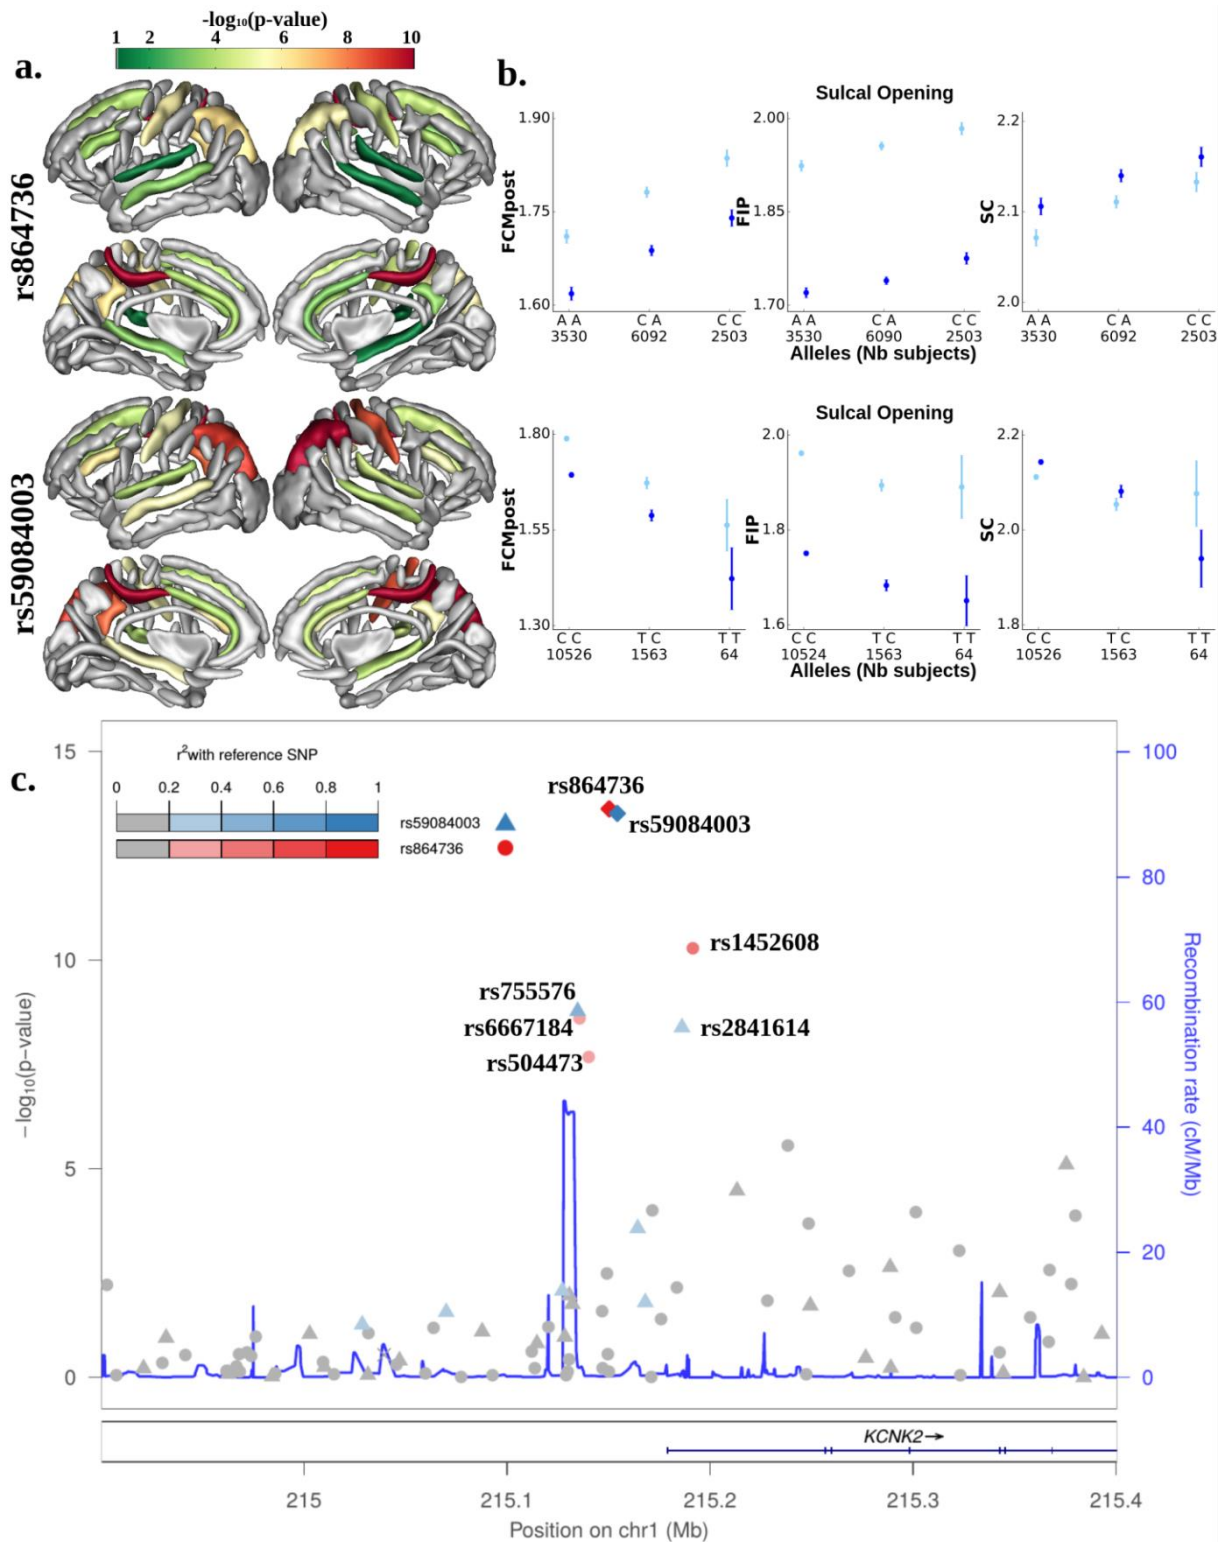 -log10(p-value)
1 2 4 6 8 10
a.
rs864736
rs59084003
b.
Sulcal Opening
1.90
1.75
1.60
FCMpost
A A C A C C
3530 6092 2503
2.00
1.85
1.70
FIP
A A C A C C
3530 6090 2503
Alleles (Nb subjects)
2.2
2.1
2.0
SC
A A C A C C
3530 6092 2503
Sulcal Opening
1.80
1.55
1.30
FCMpost
C C T C T T
10526 1563 64
2.0
1.8
1.6
FIP
C C T C T T
10524 1563 64
Alleles (Nb subjects)
2.2
2.0
1.8
SC
C C T C T T
10526 1563 64
c.
r2with reference SNP
0 0.2 0.4 0.6 0.8 1
rs59084003
rs864736
rs864736
rs59084003
rs1452608
rs755576
rs6667184
rs2841614
rs504473
15
10
5
0
−log10(p−value)
100
80
60
40
20
0
Recombination rate (cM/Mb)
KCNK2→
215 215.1 215.2 215.3 215.4
Position on chr1 (Mb)